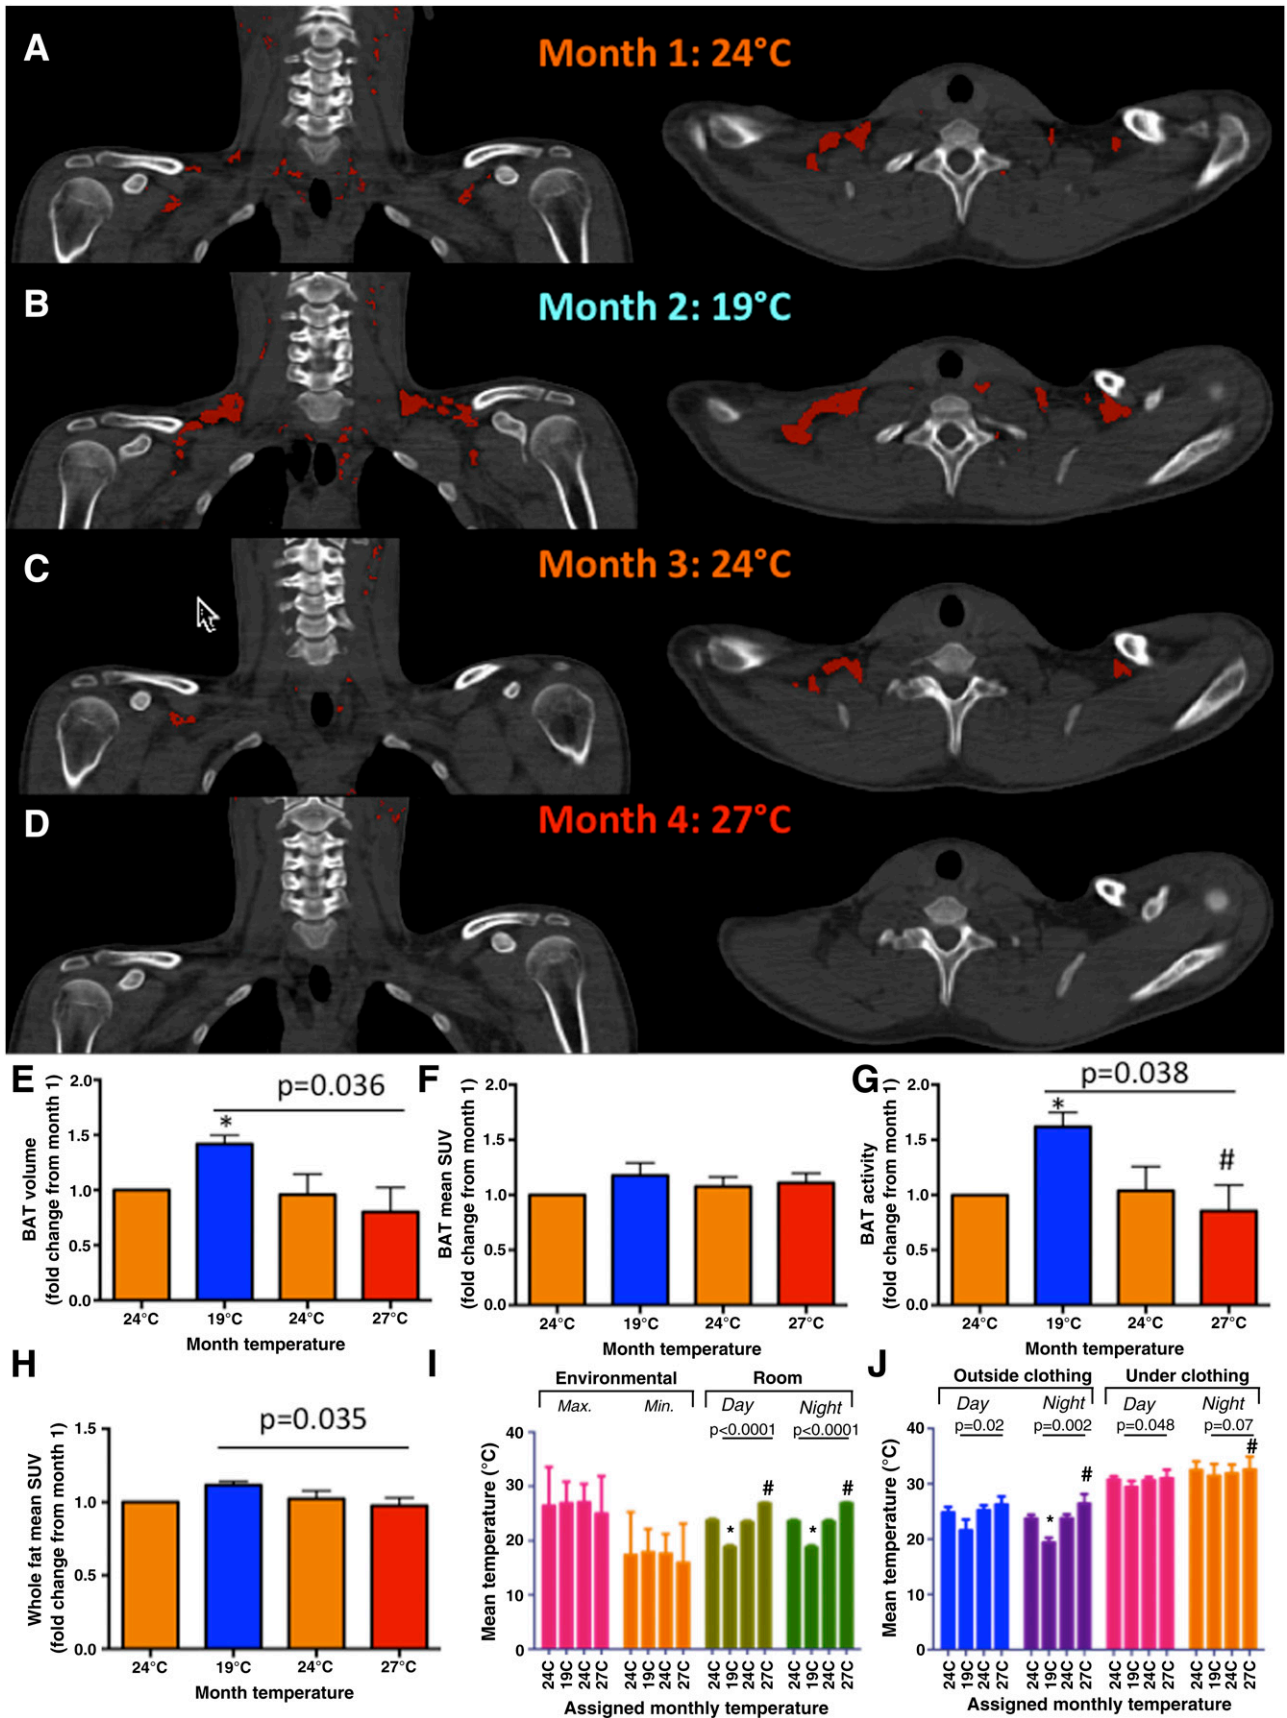 A
Month 1: 24°C
B
Month 2: 19°C
C
Month 3: 24°C
D
Month 4: 27°C
E
BAT volume
(fold change from month 1)
2.0
1.5
1.0
0.5
0.0
p=0.036
*
24°C 19°C 24°C 27°C
Month temperature
F
BAT mean SUV
(fold change from month 1)
2.0
1.5
1.0
0.5
0.0
24°C 19°C 24°C 27°C
Month temperature
G
BAT activity
(fold change from month 1)
2.0
1.5
1.0
0.5
0.0
p=0.038
*
#
24°C 19°C 24°C 27°C
Month temperature
H
Whole fat mean SUV
(fold change from month 1)
1.5
1.0
0.5
0.0
p=0.035
24°C 19°C 24°C 27°C
Month temperature
I
Environmental Room
Max. Min. Day Night
p<0.0001 p<0.0001
Mean temperature (°C)
40
30
20
10
0
* # * #
24C 19C 24C 27C 24C 19C 24C 27C 24C 19C 24C 27C 24C 19C 24C 27C
Assigned monthly temperature
J
Outside clothing Under clothing
Day Night Day Night
p=0.02 p=0.002 p=0.048 p=0.07
Mean temperature (°C)
40
30
20
10
0
* # #
24C 19C 24C 27C 24C 19C 24C 27C 24C 19C 24C 27C 24C 19C 24C 27C
Assigned monthly temperature